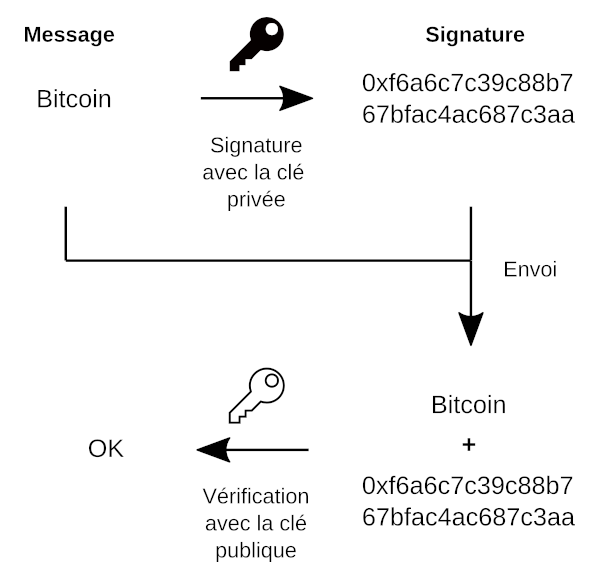 Message
Signature
Bitcoin
0xf6a6c7c39c88b7
67bfac4ac687c3aa
Signature
avec la clé
privée
Envoi
Bitcoin
+
0xf6a6c7c39c88b7
67bfac4ac687c3aa
OK
Vérification
avec la clé
publique